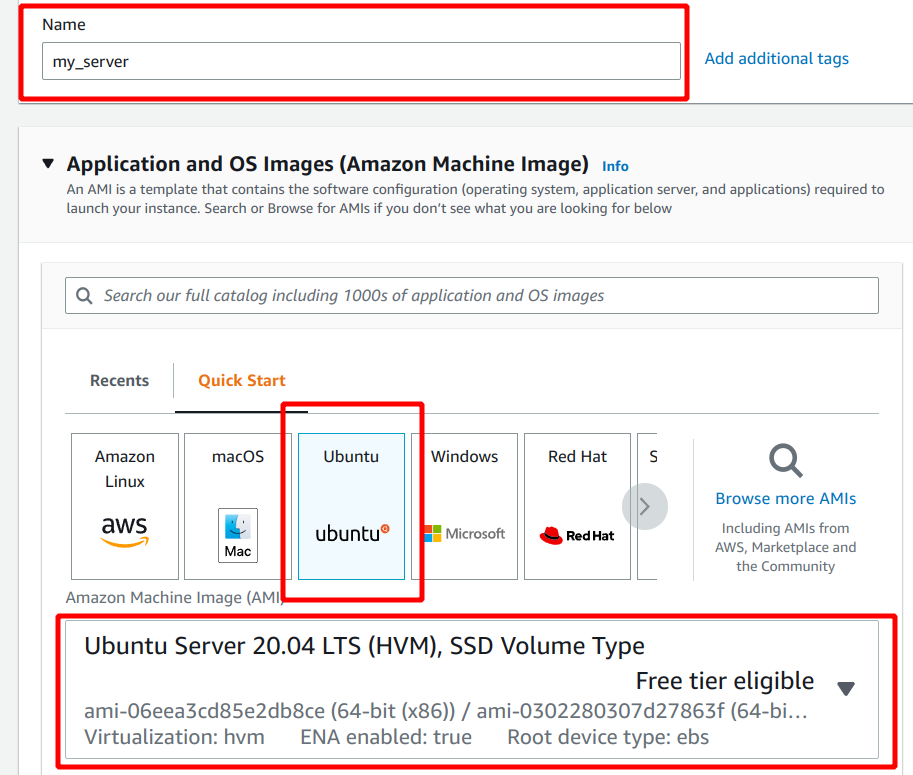 Name
my_server
Add additional tags
Application and OS Images (Amazon Machine Image) Info
An AMI is a template that contains the software configuration (operating system, application server, and applications) required to
launch your instance. Search or Browse for AMIs if you don’t see what you are looking for below
Search our full catalog including 1000s of application and OS images
Recents
Quick Start
Amazon
Linux
aws
macOS
Mac
Ubuntu
ubuntu
Windows
Microsoft
Red Hat
Red Hat
S
Browse more AMIs
Including AMIs from
AWS, Marketplace and
the Community
Amazon Machine Image (AMI)
Ubuntu Server 20.04 LTS (HVM), SSD Volume Type
Free tier eligible
ami-06eea3cd85e2db8ce (64-bit (x86)) / ami-0302280307d27863f (64-bi…
Virtualization: hvm ENA enabled: true Root device type: ebs